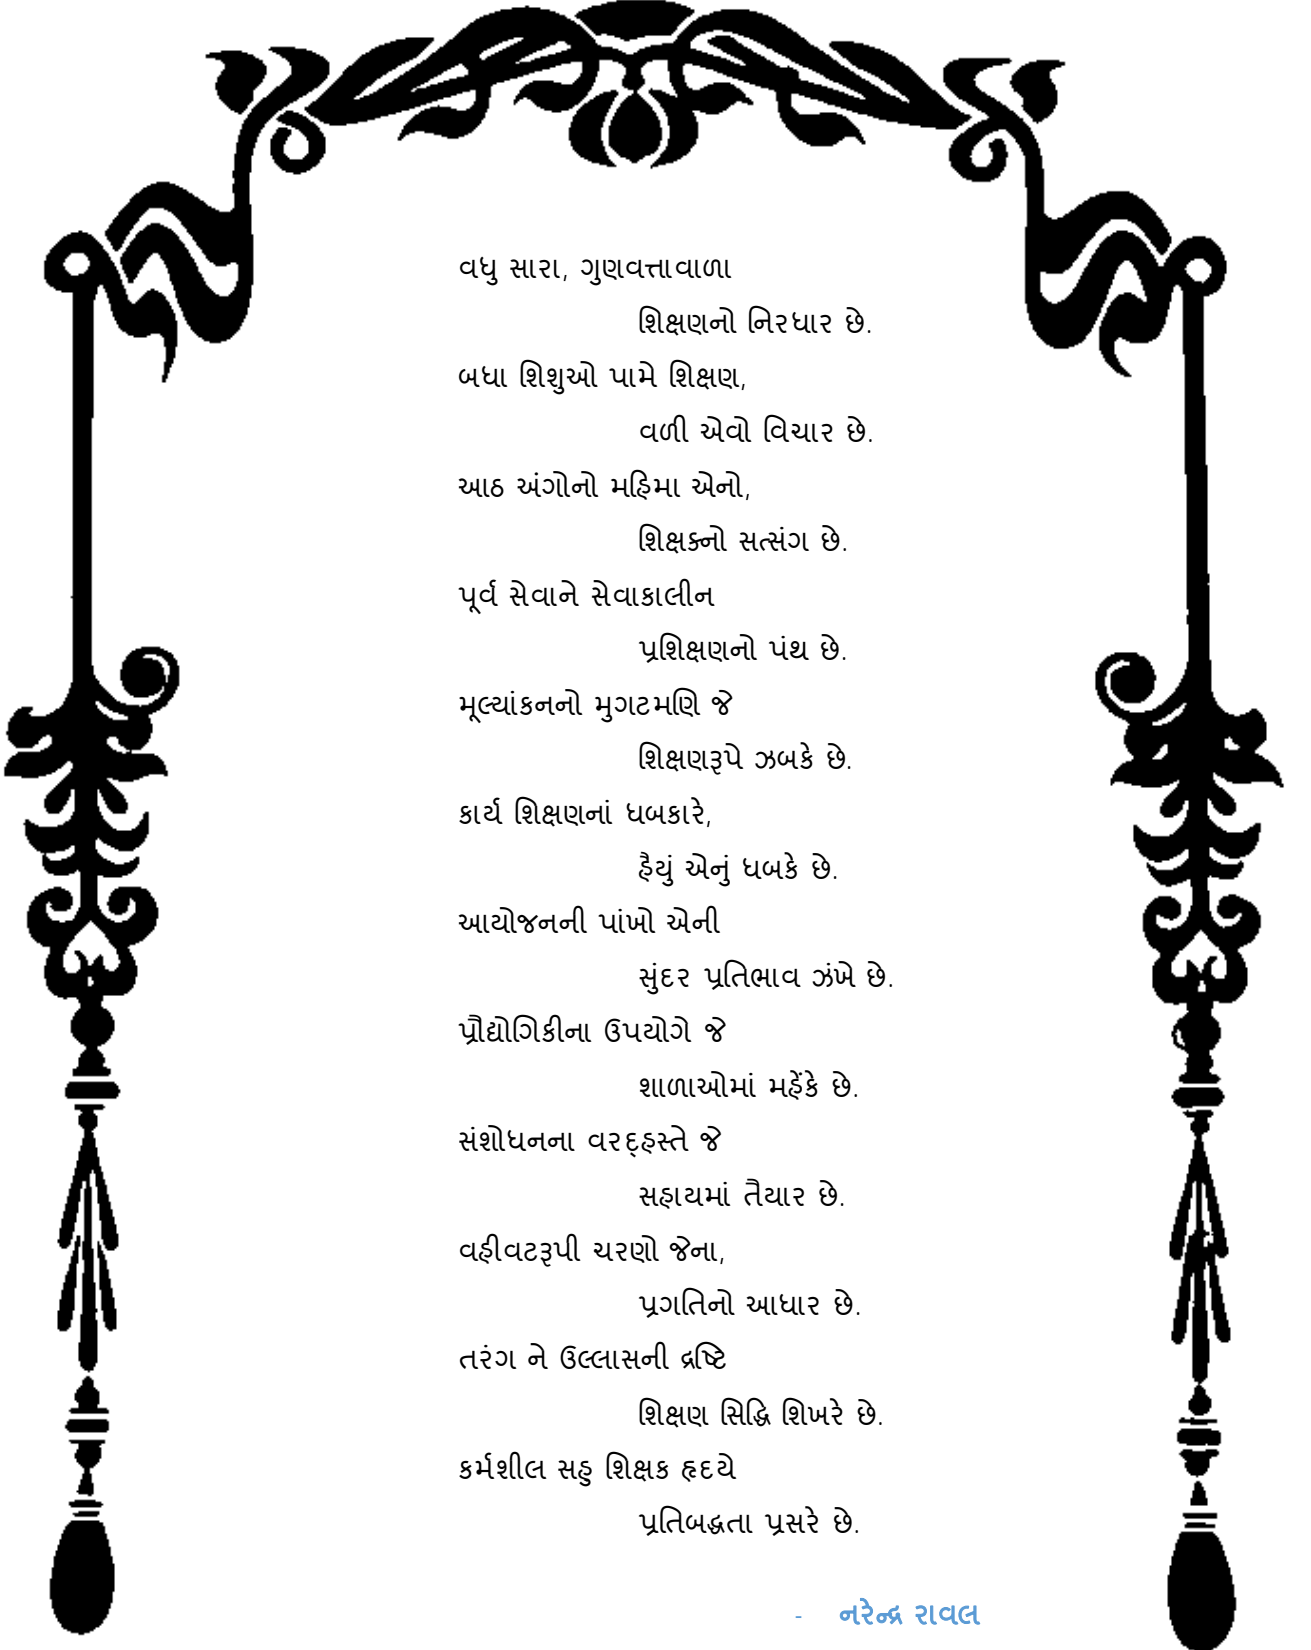 વધુ સારા, ગુણવત્તાવાળા
શિક્ષણનો નિરધાર છે.
બધા શિશુઓ પામે શિક્ષણ,
વળી એવો વિચાર છે.
આઠ અંગોનો મહિમા એનો,
શિક્ષક્નો સત્સંગ છે.
પૂર્વ સેવાને સેવાકાલીન
પ્રશિક્ષણનો પંથ છે.
મૂલ્યાંકનનો મુગટમણિ જે
શિક્ષણરૂપે ઝબકે છે.
કાર્ય શિક્ષણનાં ધબકારે,
હૈયું એનું ધબકે છે.
આયોજનની પાંખો એની
સુંદર પ્રતિભાવ ઝંખે છે.
પ્રૌદ્યોગિકીના ઉપયોગે જે
શાળાઓમાં મહેંકે છે.
સંશોધનના વરદ્હસ્તે જે
સહાયમાં તૈયાર છે.
વહીવટરૂપી ચરણો જેના,
પ્રગતિનો આધાર છે.
તરંગ ને ઉલ્લાસની દ્રષ્ટિ
શિક્ષણ સિદ્ધિ શિખરે છે.
કર્મશીલ સહુ શિક્ષક હૃદયે
પ્રતિબદ્ધતા પ્રસરે છે.
- નરેન્દ્ર રાવલ